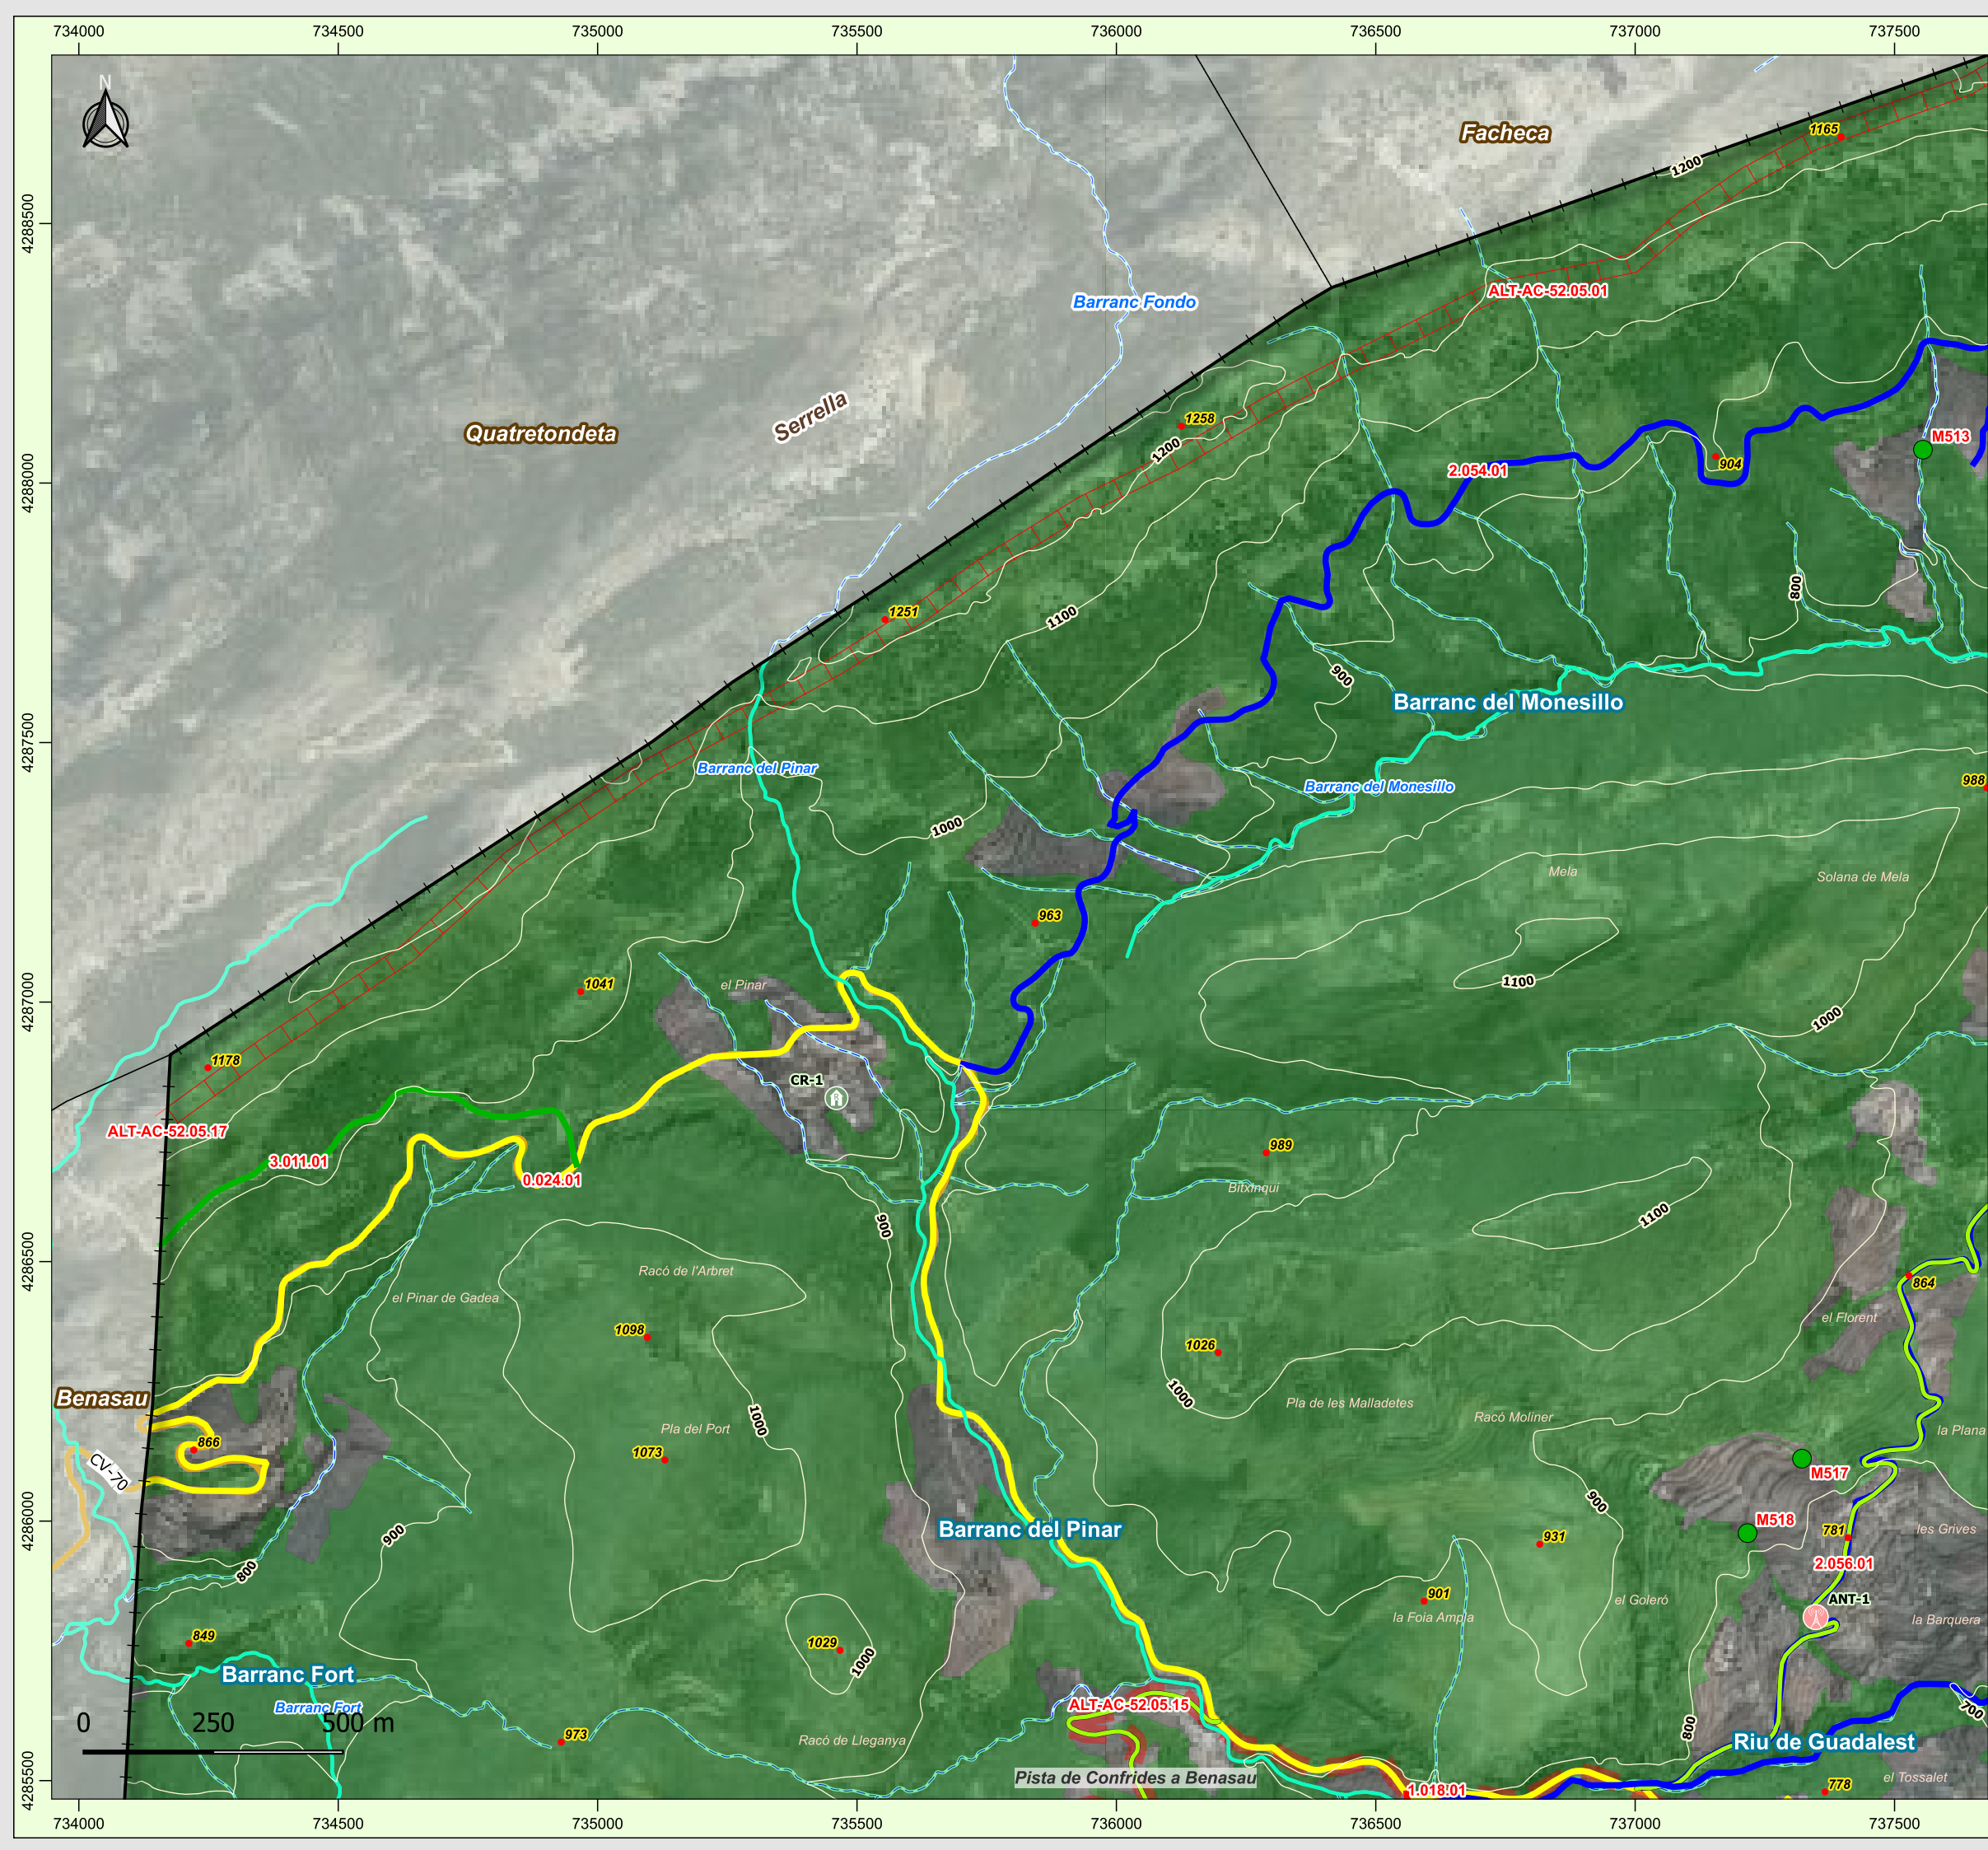 734000 734500 735000 735500 736000 736500 737000 737500
N
Facheca
1165
1200
4288500
Barranc Fondo
ALT-AC-52.05.01
Serrella
Quatretondeta
1258
1200
M513
904
2.054.01
4288000
1251
1100
800
900
Barranc del Monesillo
4287500
Barranc del Pinar
Barranc del Monesillo
988
1000
Mela
Solana de Mela
963
1041
el Pinar
1100
4287000
1000
1178
CR-1
ALT-AC-52.05.17
3.011.01
0.024.01
989
Bitxinqui
1100
900
4286500
Racó de l'Arbret
el Pinar de Gadea
864
el Florent
1098
1026
1000
Benasau
Pla de les Malladetes
Racó Moliner
Pla del Port
1000
la Plana
866
1073
CV-70
M517
900
4286000
M518
Barranc del Pinar
900
931
781
les Grives
2.056.01
800
901
el Goleró
ANT-1
la Foia Ampla
la Barquera
849
1029
1000
Barranc Fort
Barranc Fort
ALT-AC-52.05.15
700
0 250 500 m
973
Racó de Lleganya
800
Riu de Guadalest
Pista de Confrides a Benasau
el Tossalet
4285500
1.018.01
778
734000 734500 735000 735500 736000 736500 737000 737500